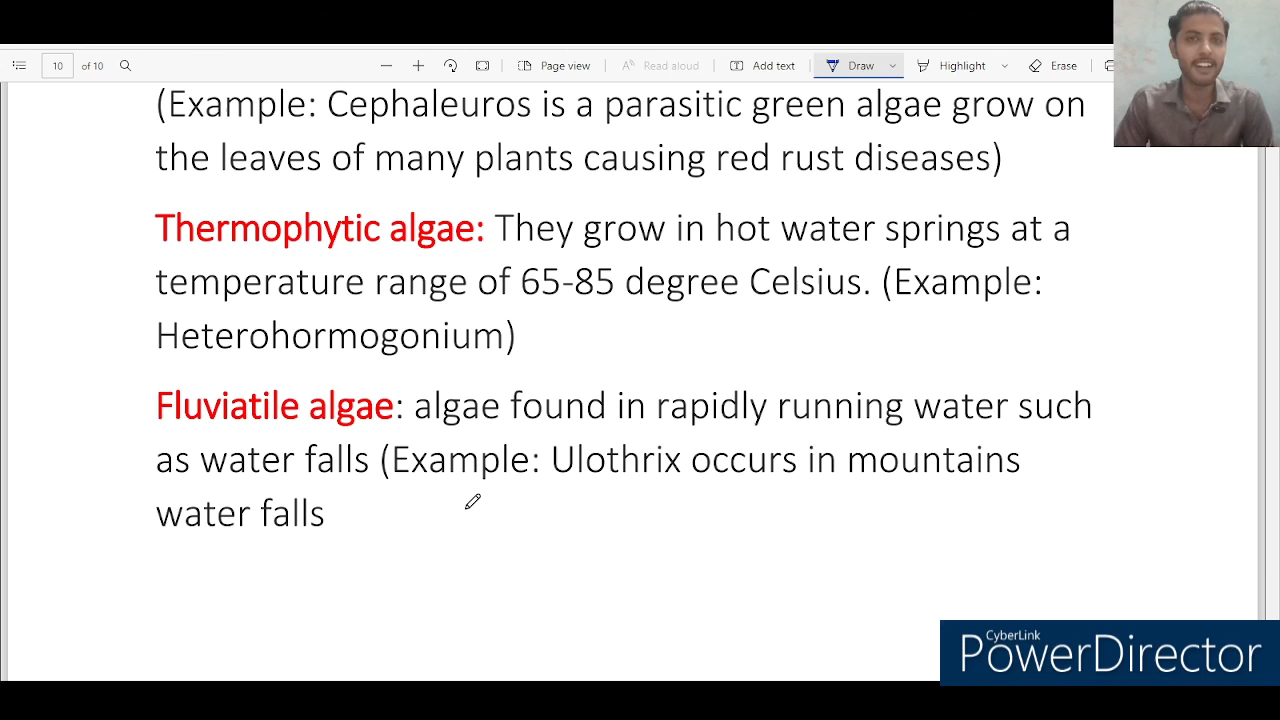 10 of 10 Page view Read aloud Add text Draw Highlight Erase
(Example: Cephaleuros is a parasitic green algae grow on
the leaves of many plants causing red rust diseases)
Thermophytic algae: They grow in hot water springs at a
temperature range of 65-85 degree Celsius. (Example:
Heterohormogonium)
Fluviatile algae: algae found in rapidly running water such
as water falls (Example: Ulothrix occurs in mountains
water falls
CyberLink
PowerDirector